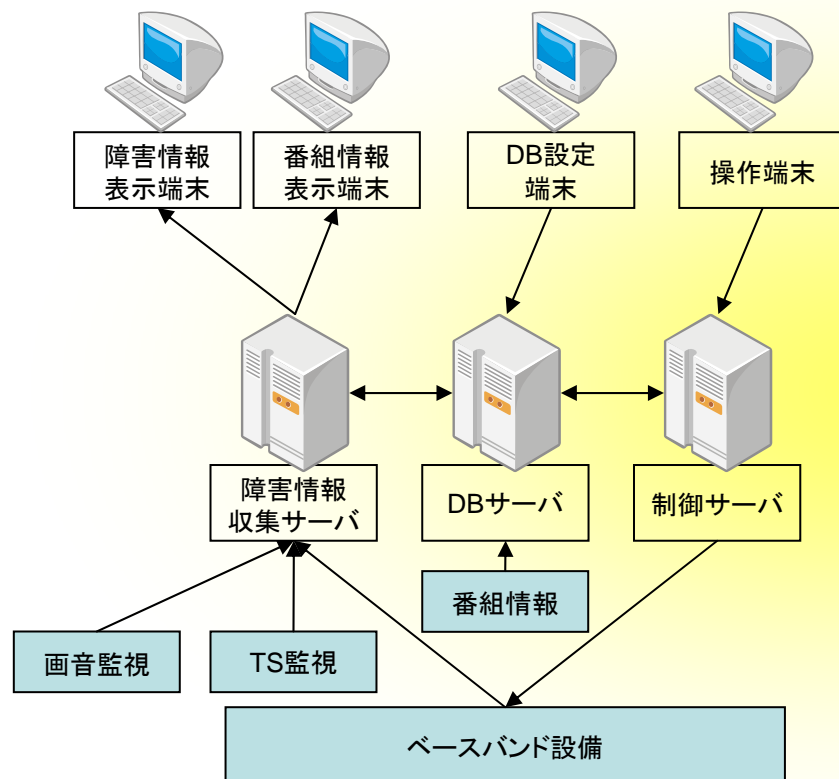 障害情報
表示端末
番組情報
表示端末
DB設定
端末
操作端末
障害情報
収集サーバ
DBサーバ
制御サーバ
番組情報
画音監視
TS監視
ベースバンド設備